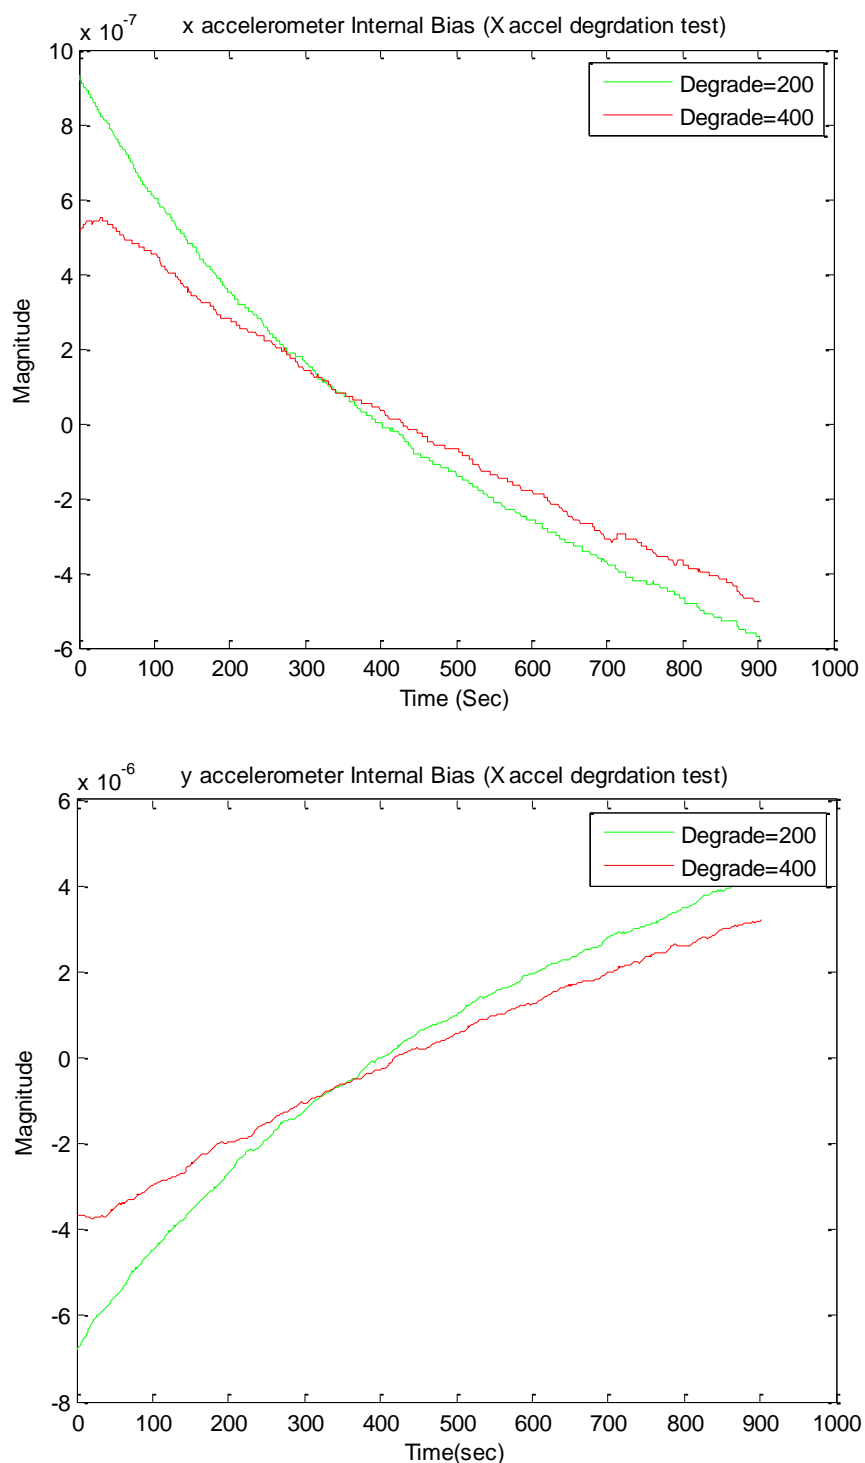 x 10-7
x accelerometer Internal Bias (X accel degrdation test)
10
8
6
4
2
0
-2
-4
-6
Magnitude
Degrade=200
Degrade=400
0 100 200 300 400 500 600 700 800 900 1000
Time (Sec)
x 10-6
y accelerometer Internal Bias (X accel degrdation test)
6
4
2
0
-2
-4
-6
-8
Magnitude
Degrade=200
Degrade=400
0 100 200 300 400 500 600 700 800 900 1000
Time(sec)